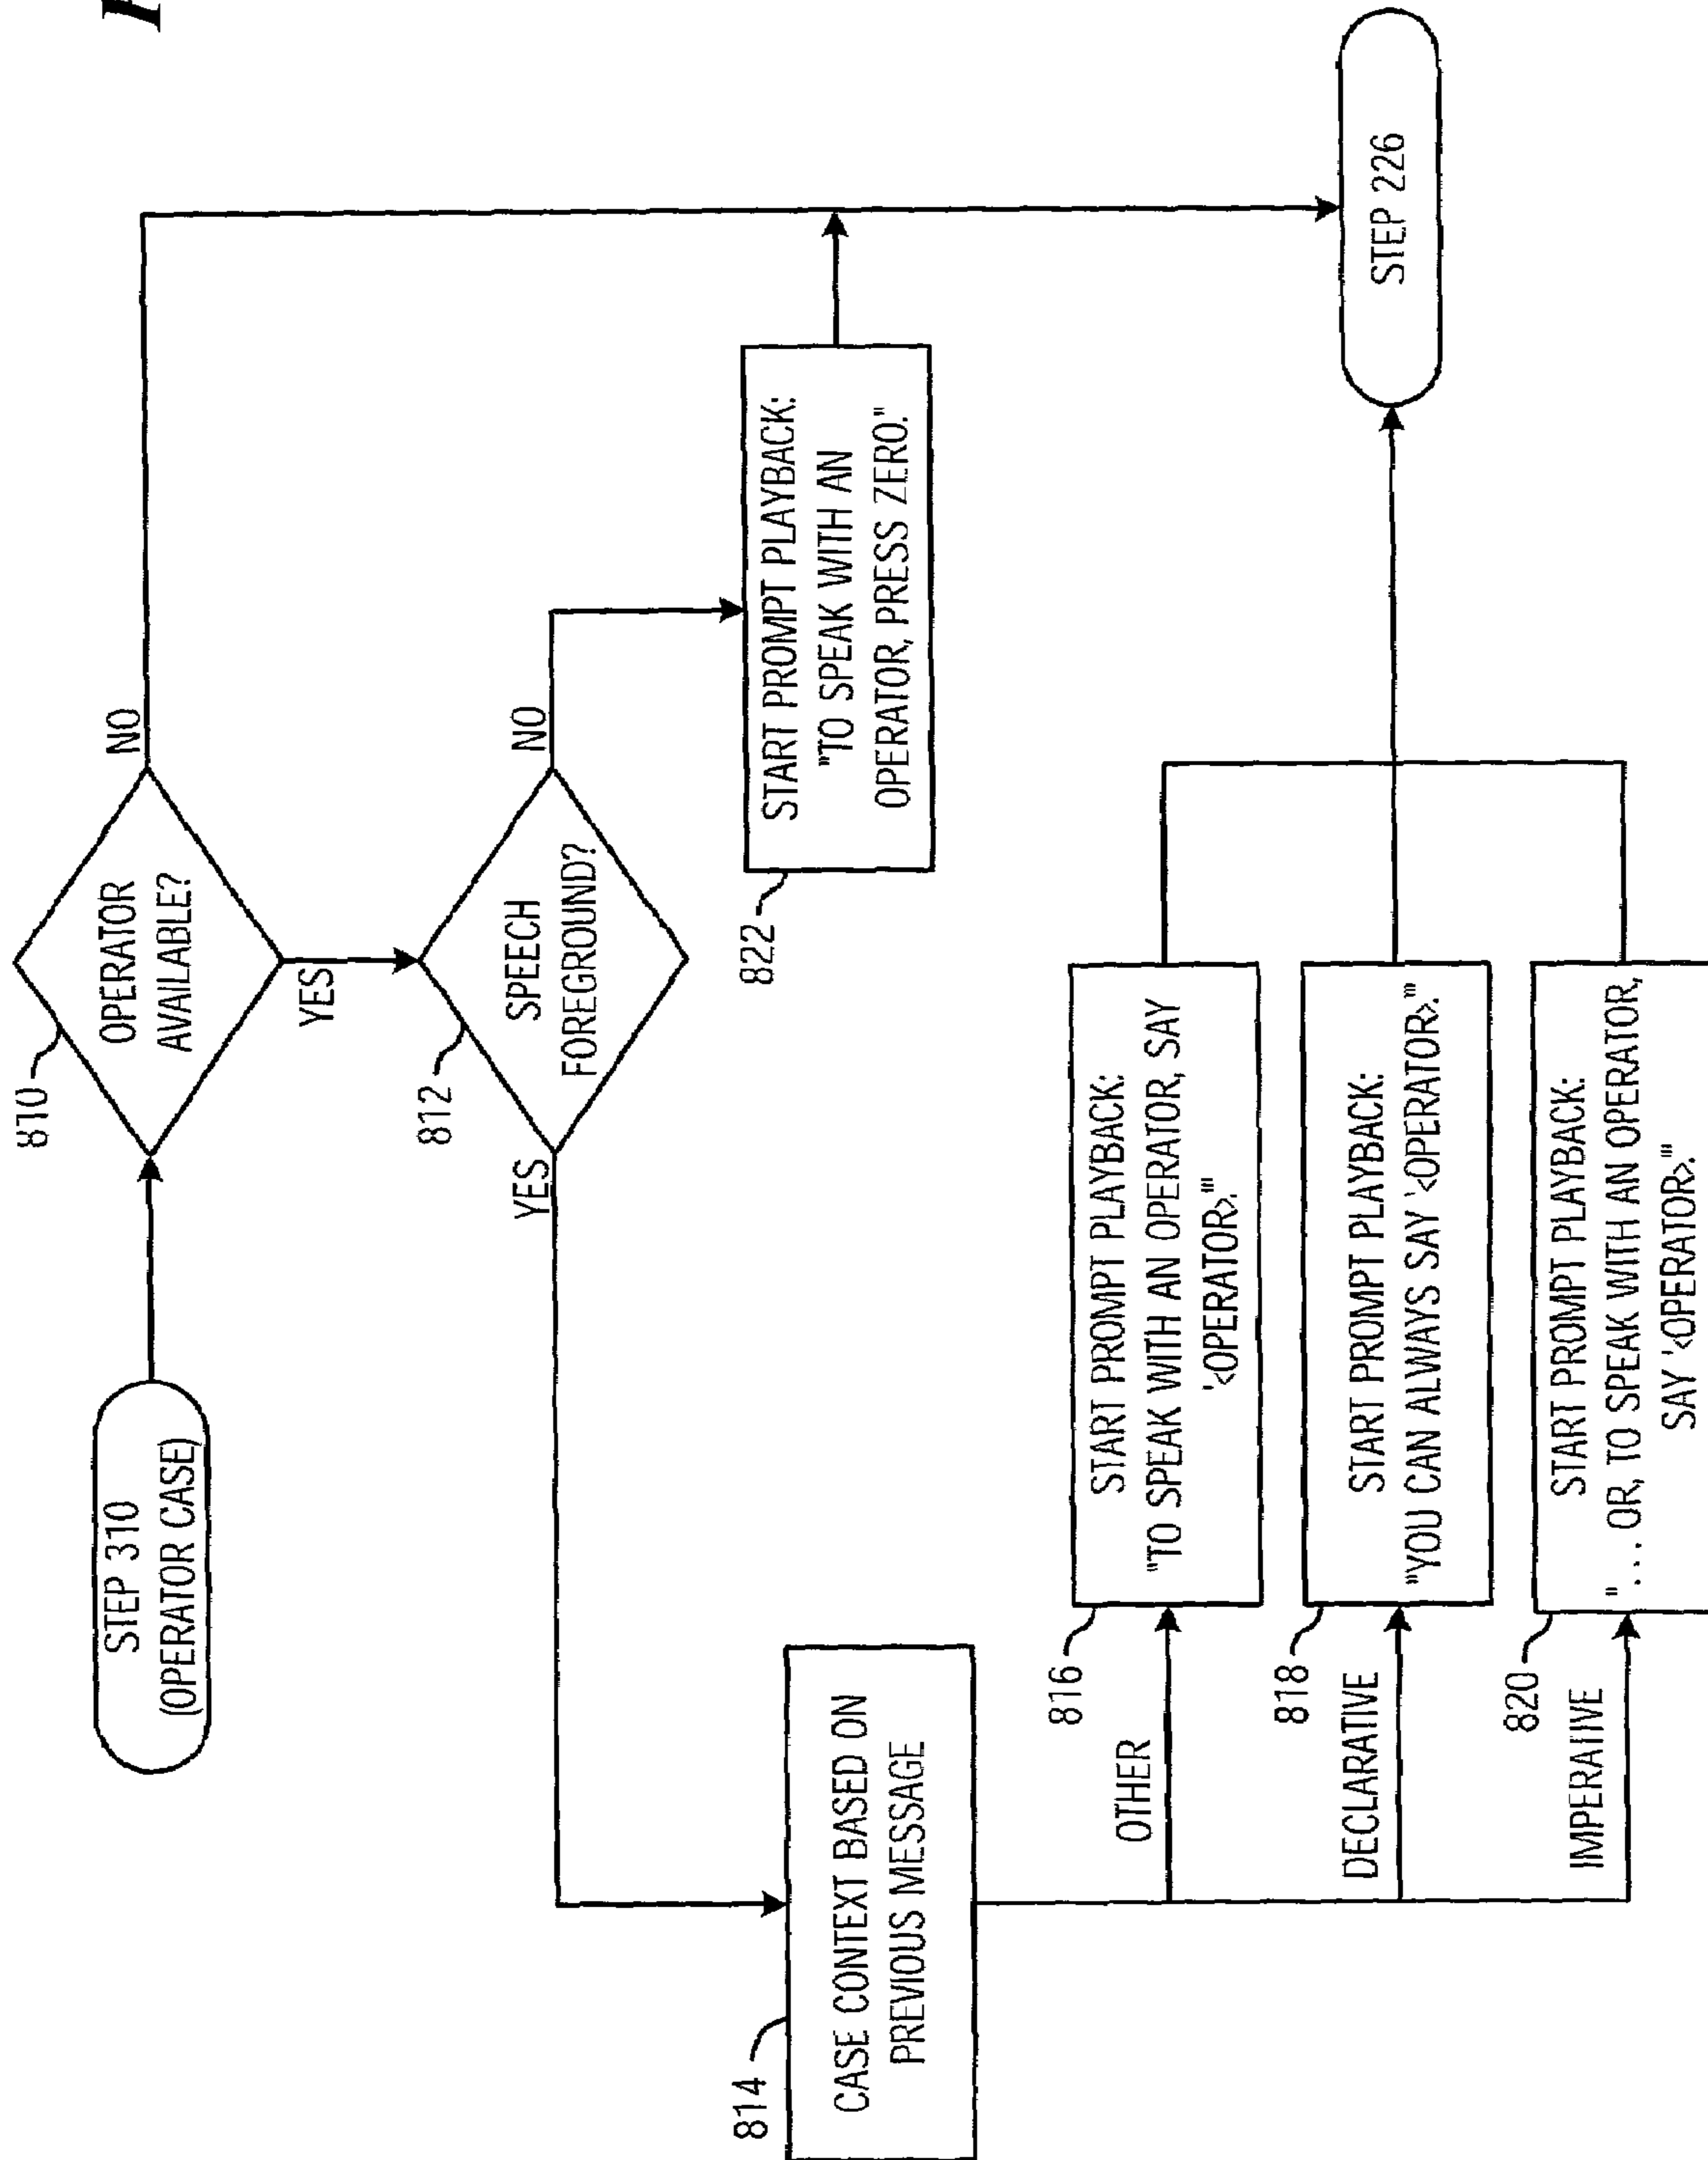 STEP 310
(OPERATOR CASE)
810
OPERATOR
AVAILABLE?
NO
YES
812
SPEECH
FOREGROUND?
NO
YES
822
START PROMPT PLAYBACK:
"TO SPEAK WITH AN
OPERATOR, PRESS ZERO."
814
CASE CONTEXT BASED ON
PREVIOUS MESSAGE
OTHER
816
START PROMPT PLAYBACK:
"TO SPEAK WITH AN OPERATOR, SAY
'<OPERATOR>.'"
DECLARATIVE
818
START PROMPT PLAYBACK:
"YOU CAN ALWAYS SAY '<OPERATOR>.'"
IMPERATIVE
820
START PROMPT PLAYBACK:
"... OR, TO SPEAK WITH AN OPERATOR,
SAY '<OPERATOR>.'"
STEP 226